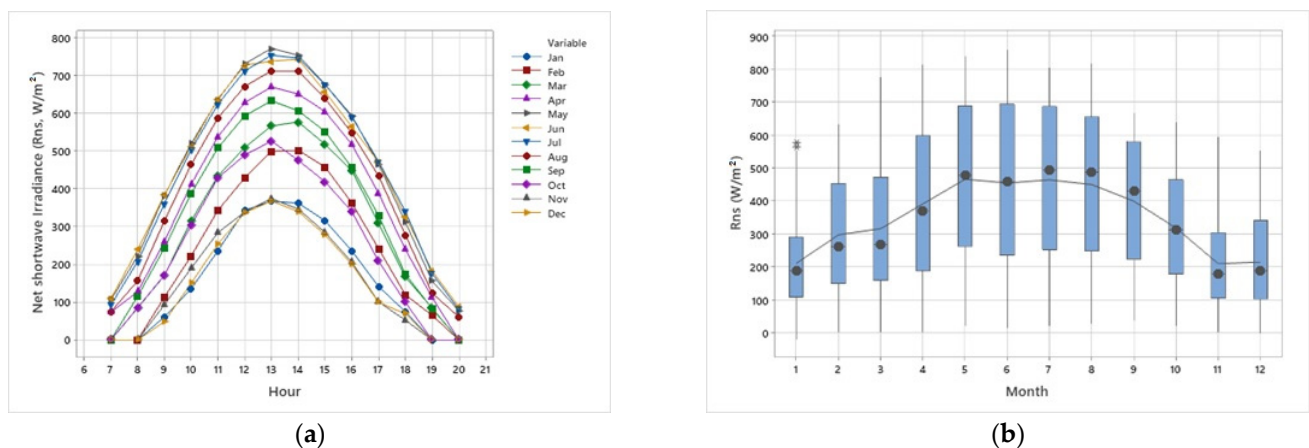 800
700
600
500
400
300
200
100
0
6 7 8 9 10 11 12 13 14 15 16 17 18 19 20 21
Net shortwave Irradiance (Rns, W/m²)
Hour
Variable
Jan
Feb
Mar
Apr
May
Jun
Jul
Aug
Sep
Oct
Nov
Dec
(a)
900
800
700
600
500
400
300
200
100
0
1 2 3 4 5 6 7 8 9 10 11 12
Rns (W/m²)
Month
(b)